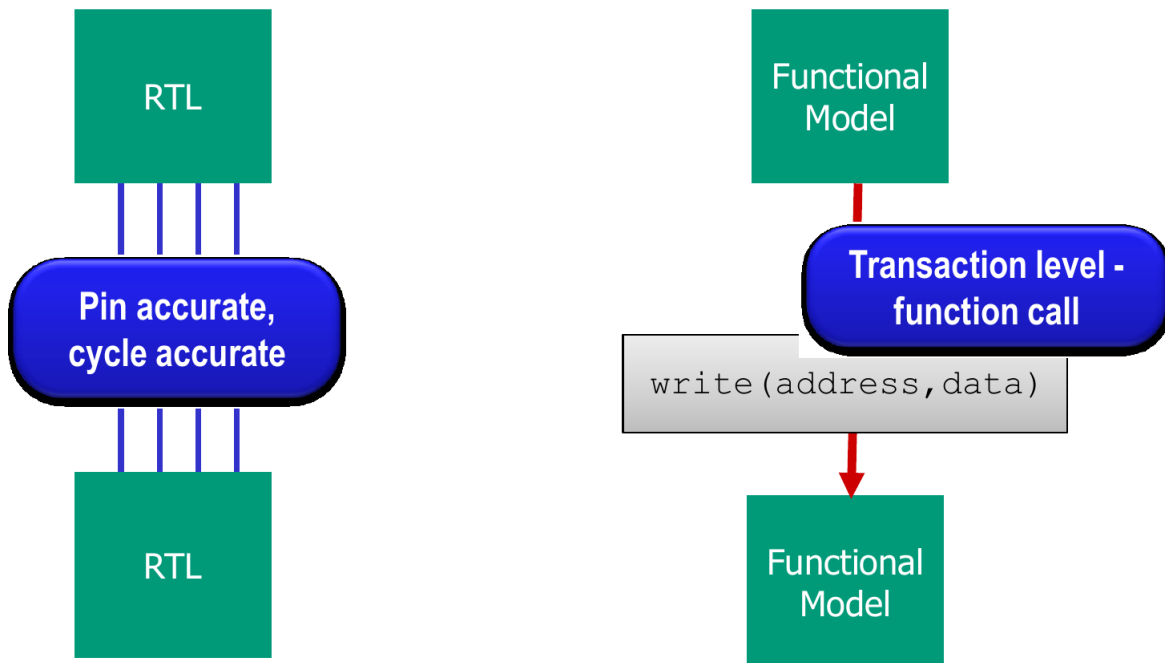 RTL
Pin accurate,
cycle accurate
RTL
Functional
Model
Transaction level -
function call
write(address,data)
Functional
Model